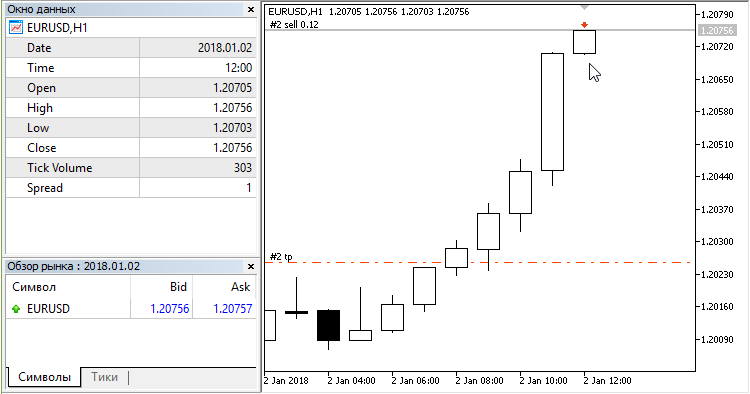 Окно данных
EURUSD,H1
Date 2018.01.02
Time 12:00
Open 1.20705
High 1.20756
Low 1.20703
Close 1.20756
Tick Volume 303
Spread 1
Обзор рынка : 2018.01.02
Символ Bid Ask
EURUSD 1.20756 1.20757
Символы Тики
EURUSD,H1 1.20705 1.20756 1.20703 1.20756
#2 sell 0.12
#2 tp
1.20790
1.20756
1.20720
1.20650
1.20580
1.20510
1.20440
1.20370
1.20300
1.20230
1.20160
1.20090
2 Jan 2018 2 Jan 04:00 2 Jan 06:00 2 Jan 08:00 2 Jan 10:00 2 Jan 12:00